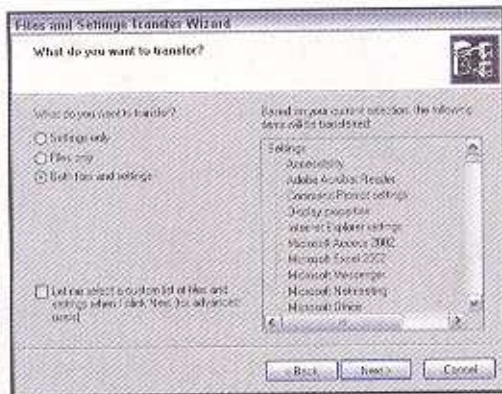 Files and Settings Transfer Wizard
What do you want to transfer?
What do you want to transfer?
Settings only
Files only
Both files and settings
Let me select a custom list of files and
settings when I click Next (for advanced
users)
Based on your current selection, the following
items will be transferred:
Settings
Accessibility
Adobe Acrobat Reader
Command Prompt settings
Display properties
Internet Explorer settings
Microsoft Access 2002
Microsoft Excel 2002
Microsoft Messenger
Microsoft Netmeeting
Microsoft Office
< Back
Next >
Cancel